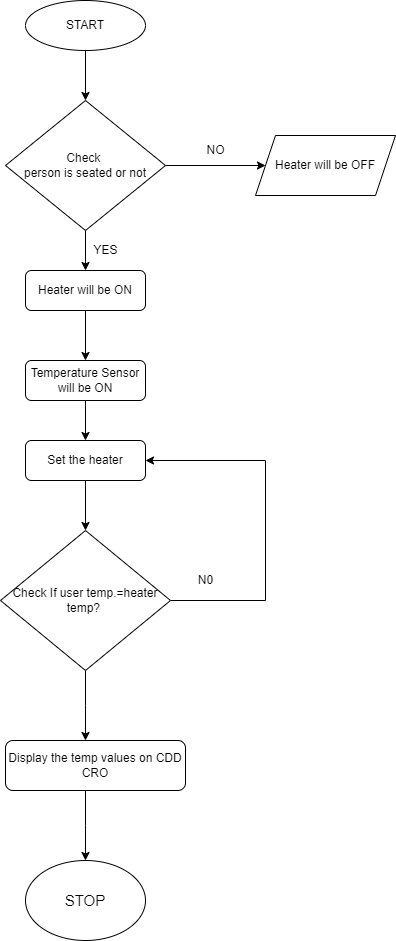 START
Check
person is seated or not
NO
Heater will be OFF
YES
Heater will be ON
Temperature Sensor
will be ON
Set the heater
Check If user temp.=heater
temp?
N0
Display the temp values on CDD
CRO
STOP